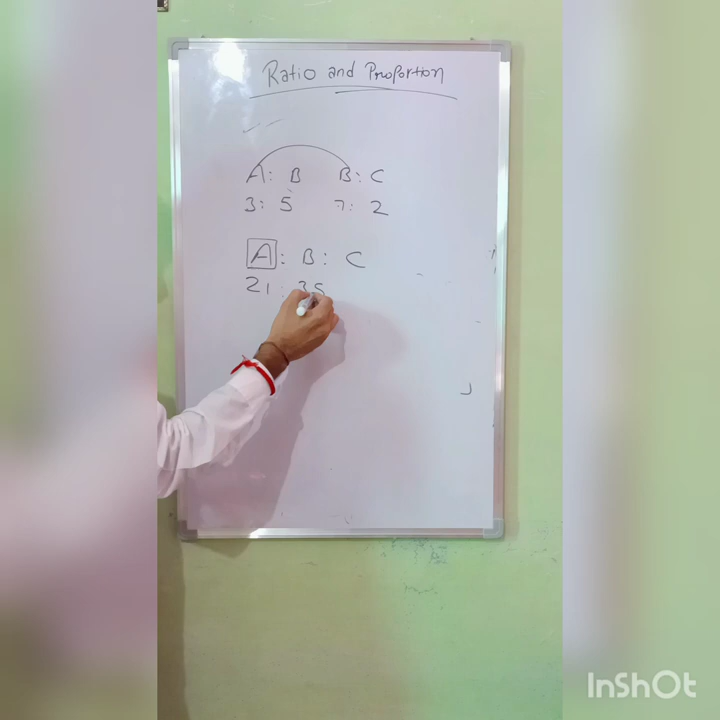 Ratio and Proportion
A: B B: C
3: 5 7: 2
A: B: C
21: 35
InShOt